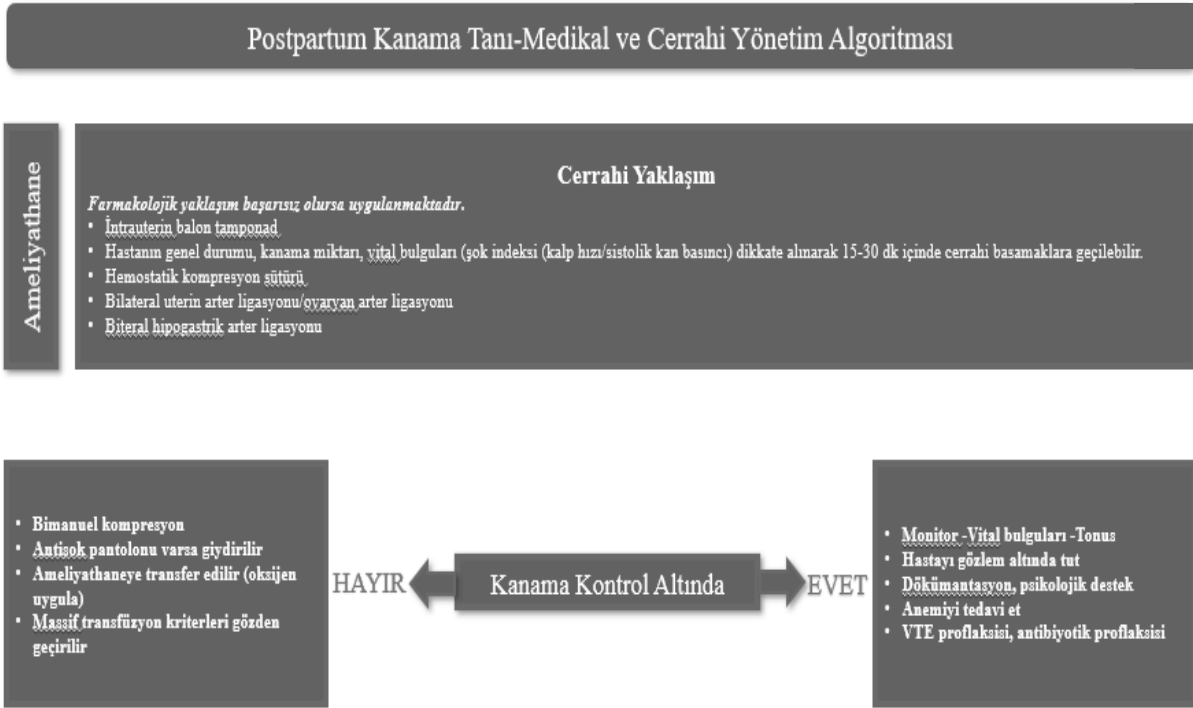 Postpartum Kanama Tanı-Medikal ve Cerrahi Yönetim Algoritması
Ameliyathane
Cerrahi Yaklaşım
Farmakolojik yaklaşım başarısız olursa uygulanmaktadır.
• İntrauterin balon tamponad
• Hastanın genel durumu, kanama miktarı, vital bulguları (şok indeksi (kalp hızı/sistolik kan basıncı) dikkate alınarak 15-30 dk içinde cerrahi basamaklara geçilebilir.
• Hemostatik kompresyon sütürü
• Bilateral uterin arter ligasyonu/ovaryan arter ligasyonu
• Biteral hipogastrik arter ligasyonu
• Bimanuel kompresyon
• Antişok pantolonu varsa giydirilir
• Ameliyathaneye transfer edilir (oksijen
uygula)
• Massif transfüzyon kriterleri gözden
geçirilir
HAYIR
Kanama Kontrol Altında
EVET
• Monitor -Vital bulguları -Tonus
• Hastayı gözlem altında tut
• Dökümantasyon, psikolojik destek
• Anemiyi tedavi et
• VTE proflaksisi, antibiyotik proflaksisi